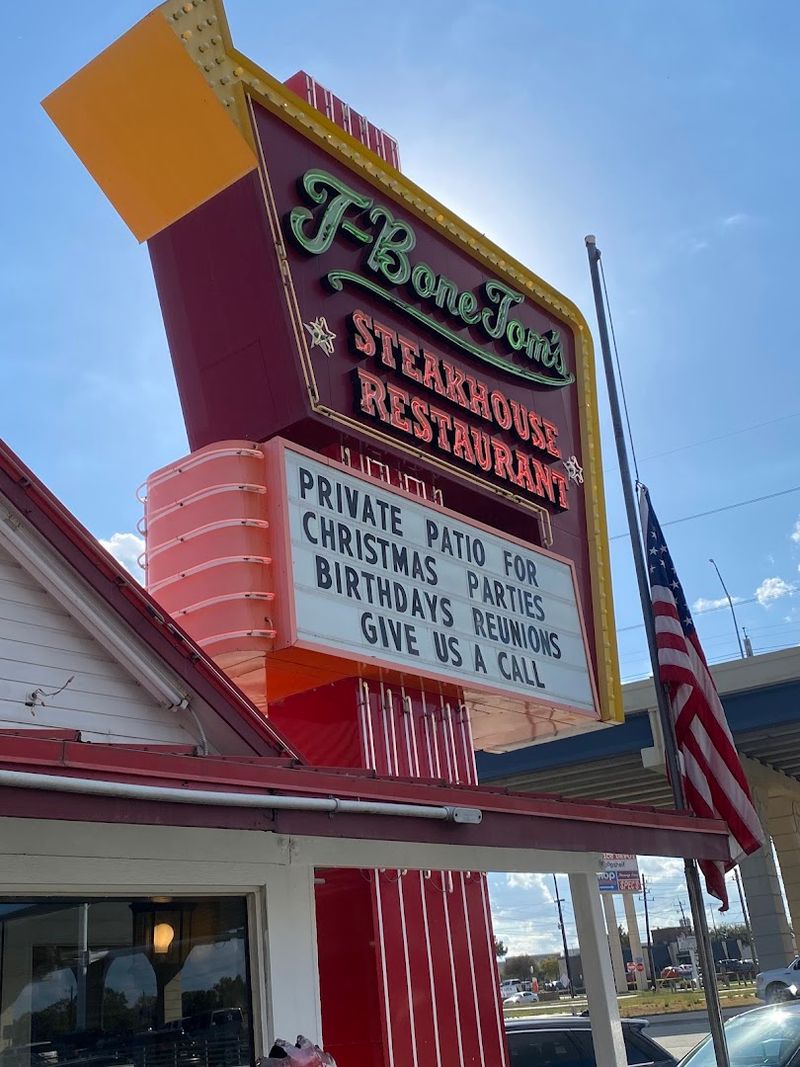 T-Bone Tom's
STEAKHOUSE
RESTAURANT
PRIVATE PATIO FOR
CHRISTMAS PARTIES
BIRTHDAYS REUNIONS
GIVE US A CALL